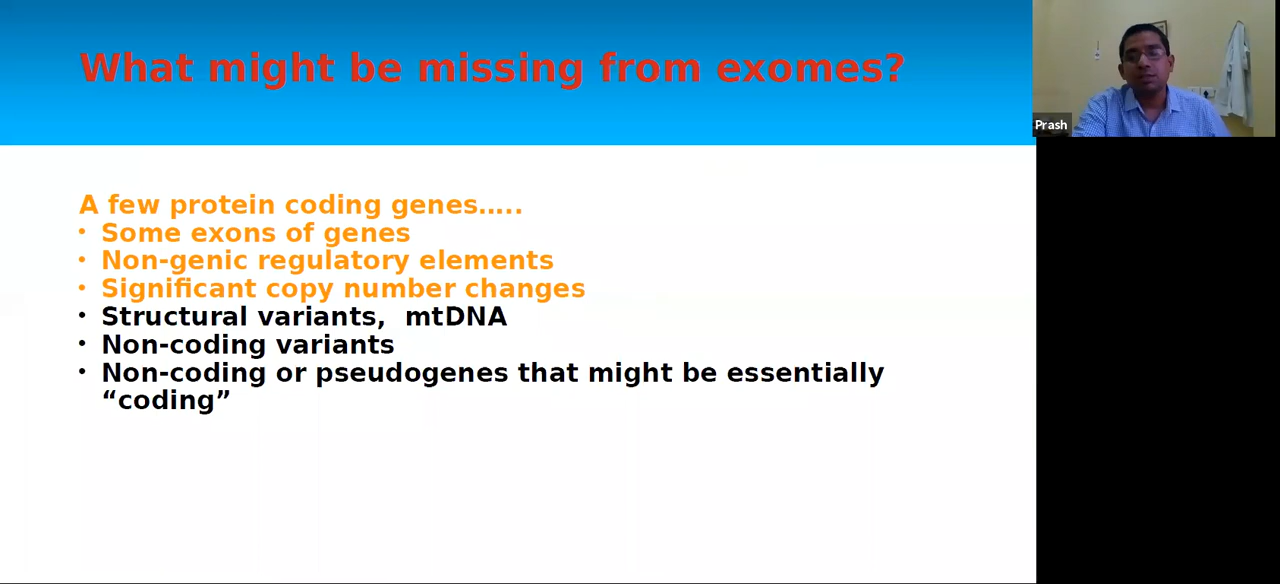 What might be missing from exomes?
Prash
A few protein coding genes…..
• Some exons of genes
• Non-genic regulatory elements
• Significant copy number changes
• Structural variants,  mtDNA
• Non-coding variants
• Non-coding or pseudogenes that might be essentially
“coding”